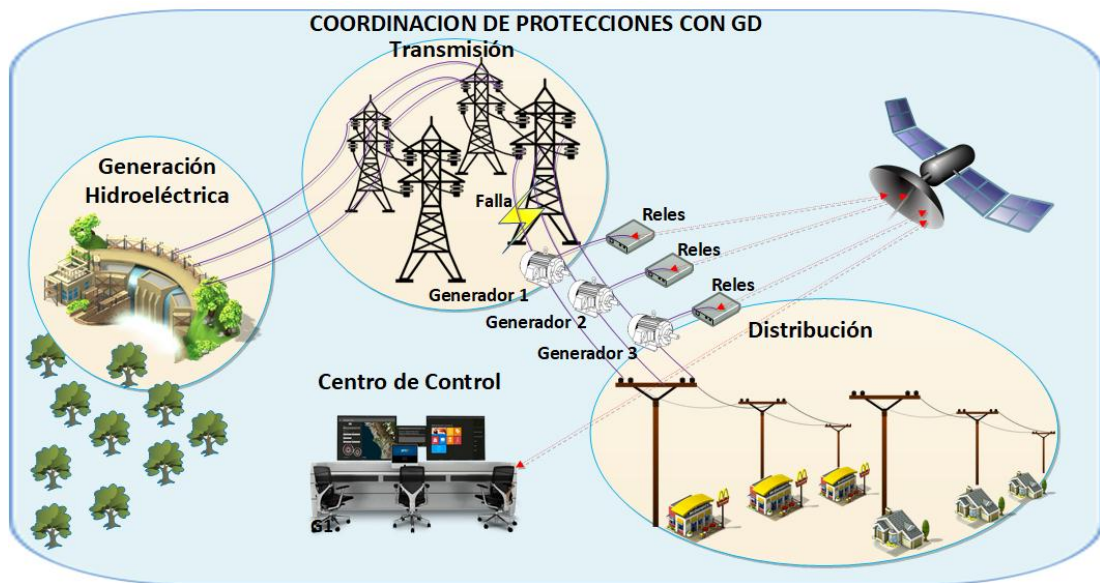 COORDINACION DE PROTECCIONES CON GD
Transmisión
Generación
Hidroeléctrica
Falla
Reles
Reles
Reles
Generador 1
Generador 2
Generador 3
Distribución
Centro de Control
G1